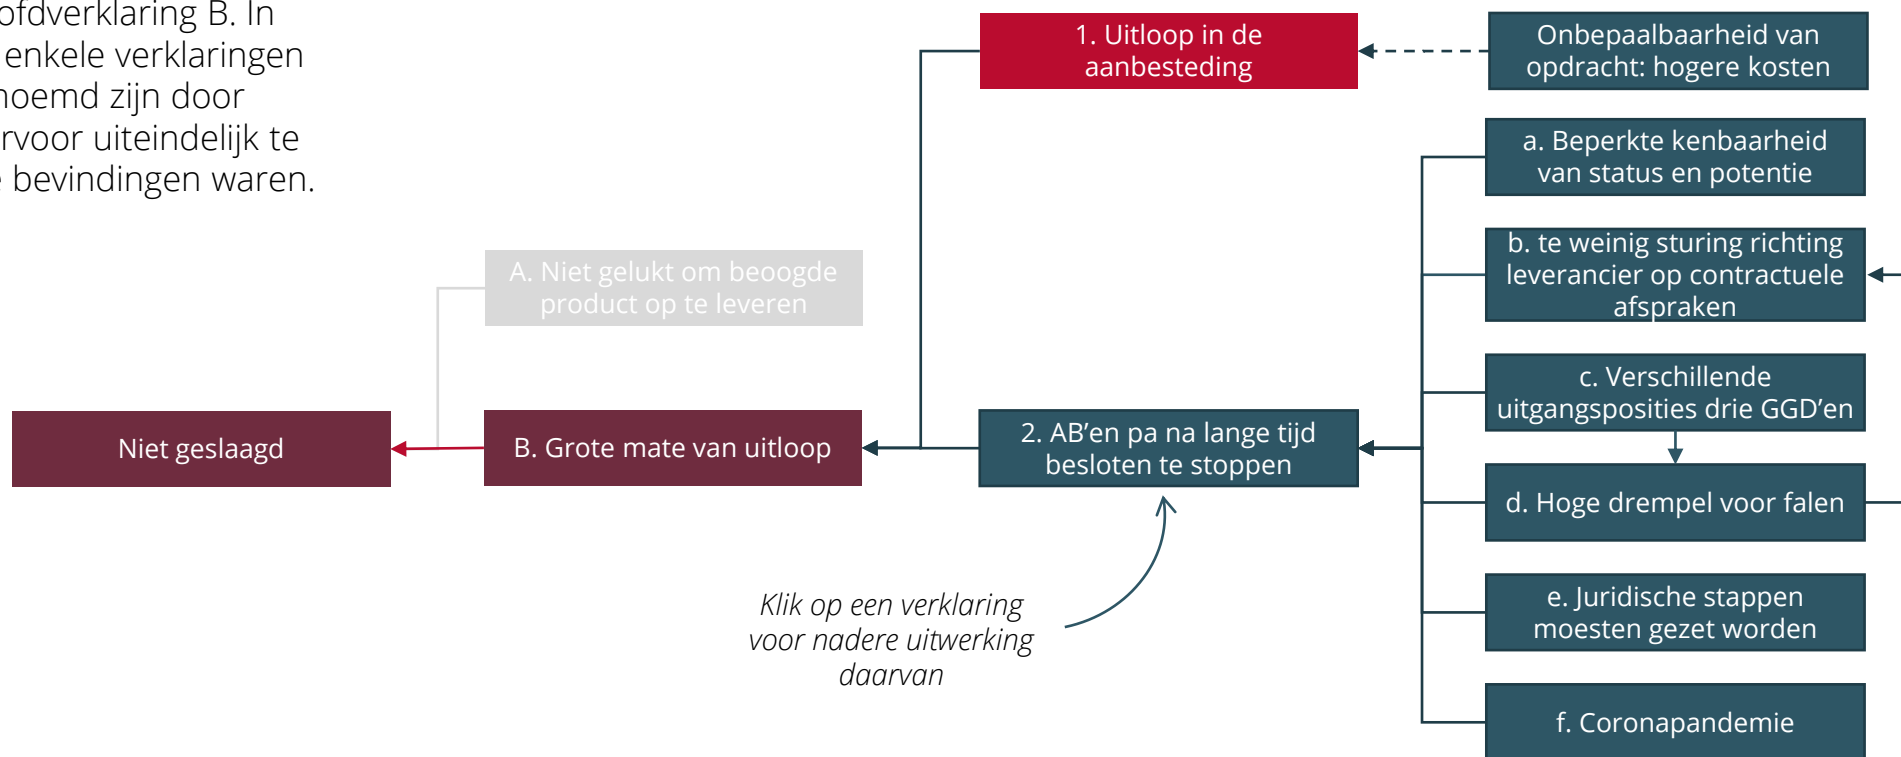 ofdverklaring B. In
enkele verklaringen
noemd zijn door
rvoor uiteindelijk te
e bevindingen waren.
1. Uitloop in de
aanbesteding
Onbepaalbaarheid van
opdracht: hogere kosten
a. Beperkte kenbaarheid
van status en potentie
b. te weinig sturing richting
leverancier op contractuele
afspraken
A. Niet gelukt om beoogde
product op te leveren
c. Verschillende
uitgangsposities drie GGD’en
Niet geslaagd
B. Grote mate van uitloop
2. AB’en pa na lange tijd
besloten te stoppen
d. Hoge drempel voor falen
Klik op een verklaring
voor nadere uitwerking
daarvan
e. Juridische stappen
moesten gezet worden
f. Coronapandemie